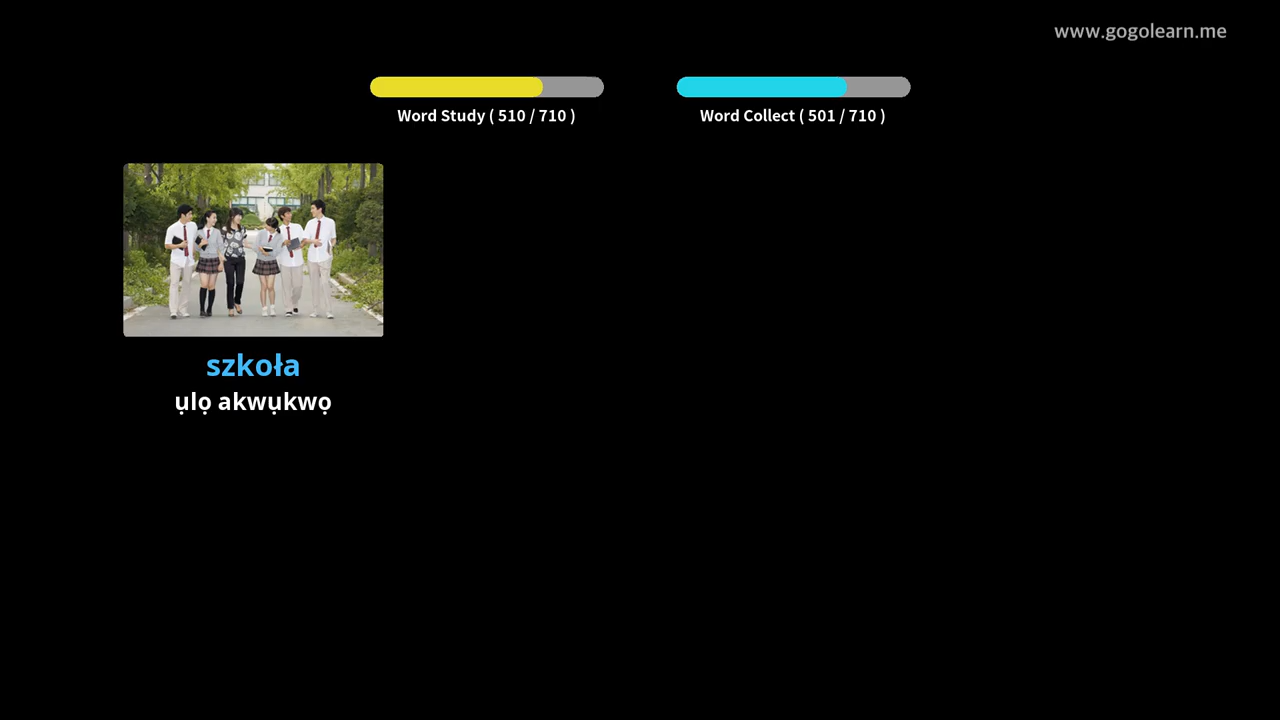 www.gogolearn.me
Word Study ( 510 / 710 )
Word Collect ( 501 / 710 )
szkoła
ụlọ akwụkwọ